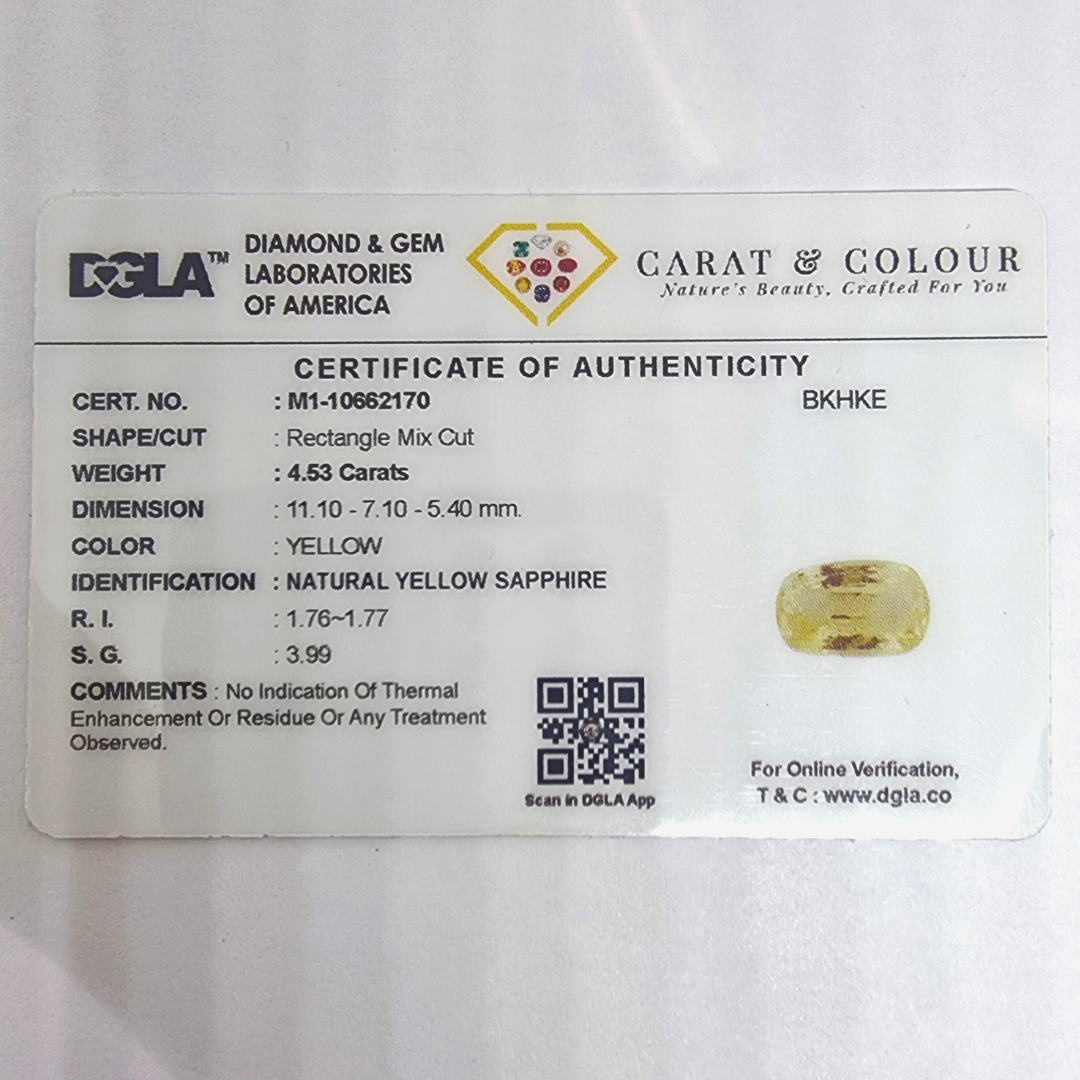 DGLA™
DIAMOND & GEM
LABORATORIES
OF AMERICA
CARAT & COLOUR
Nature's Beauty, Crafted For You
CERTIFICATE OF AUTHENTICITY
CERT. NO. : M1-10662170
BKHKE
SHAPE/CUT : Rectangle Mix Cut
WEIGHT : 4.53 Carats
DIMENSION : 11.10 - 7.10 - 5.40 mm.
COLOR : YELLOW
IDENTIFICATION : NATURAL YELLOW SAPPHIRE
R. I. : 1.76~1.77
S. G. : 3.99
COMMENTS : No Indication Of Thermal
Enhancement Or Residue Or Any Treatment
Observed.
Scan in DGLA App
For Online Verification,
T & C : www.dgla.co